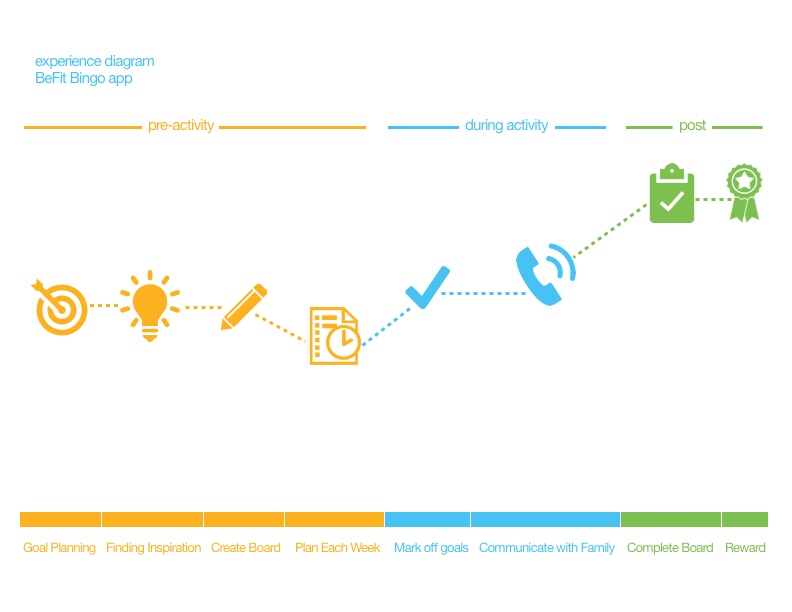 experience diagram
BeFit Bingo app
pre-activity
during activity
post
Goal Planning
Finding Inspiration
Create Board
Plan Each Week
Mark off goals
Communicate with Family
Complete Board
Reward